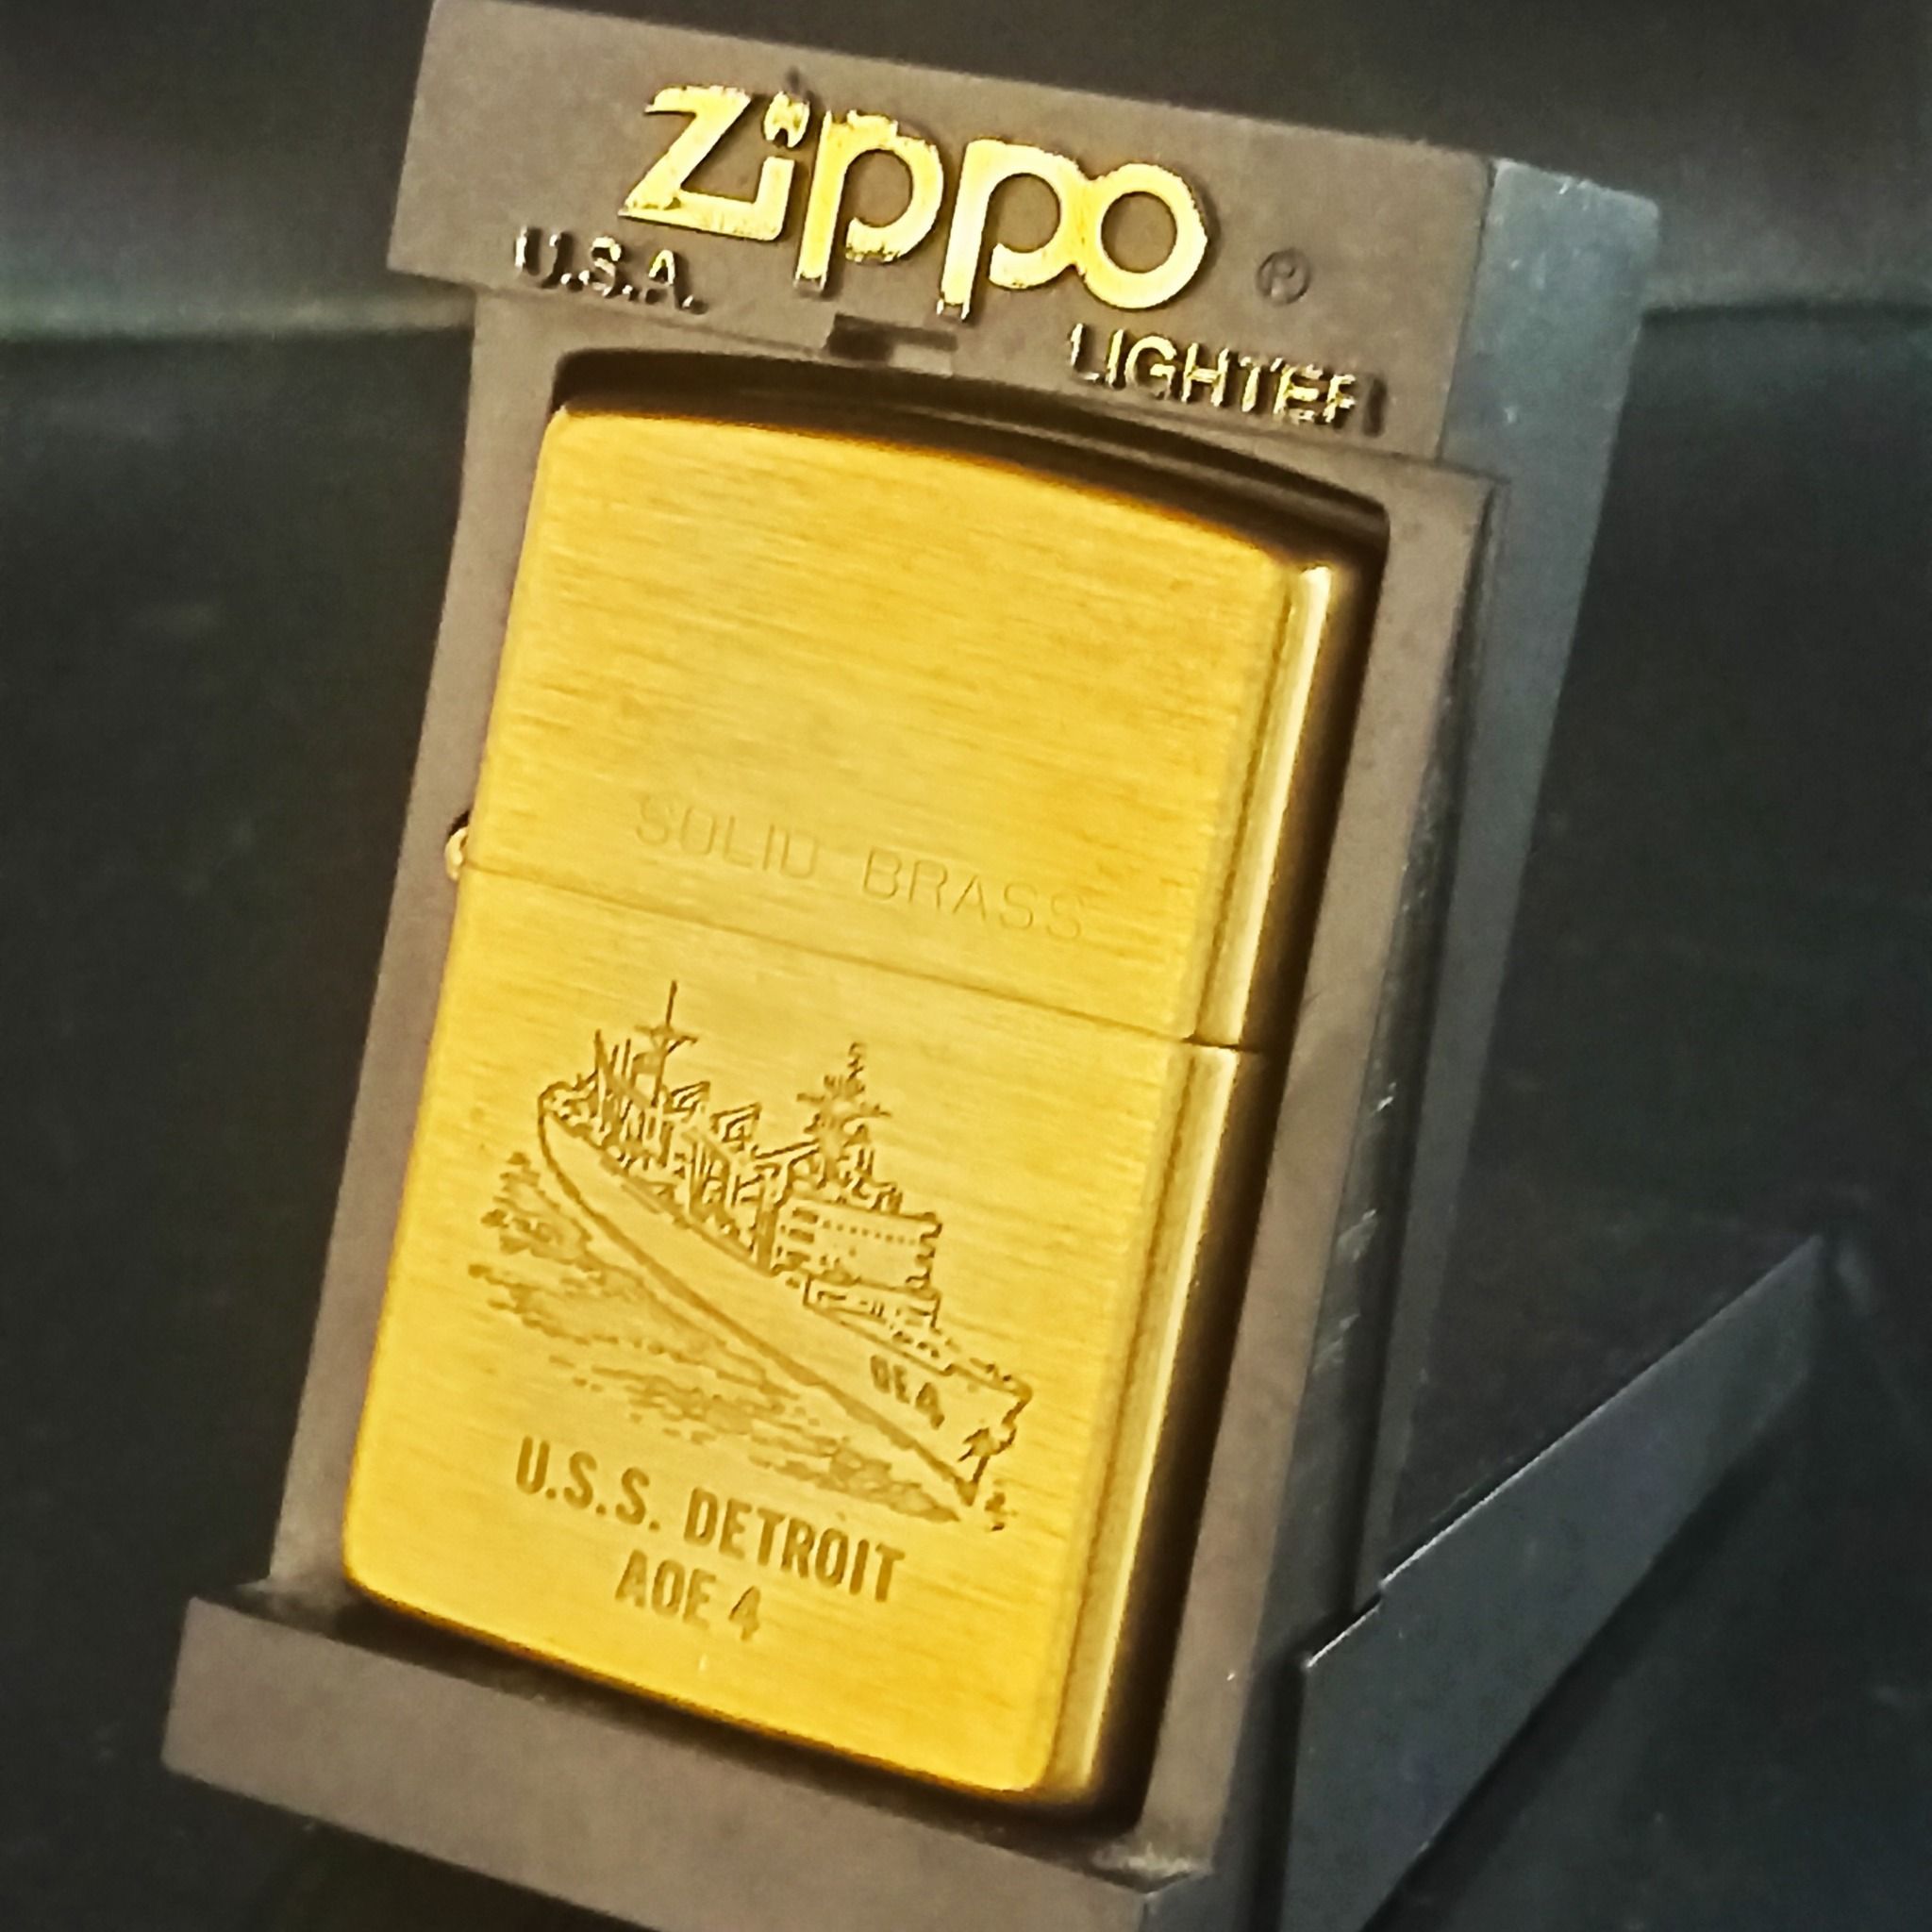 Zippo ®
U.S.A.
LIGHTER
SOLID BRASS
U.S.S. DETROIT
AOE 4